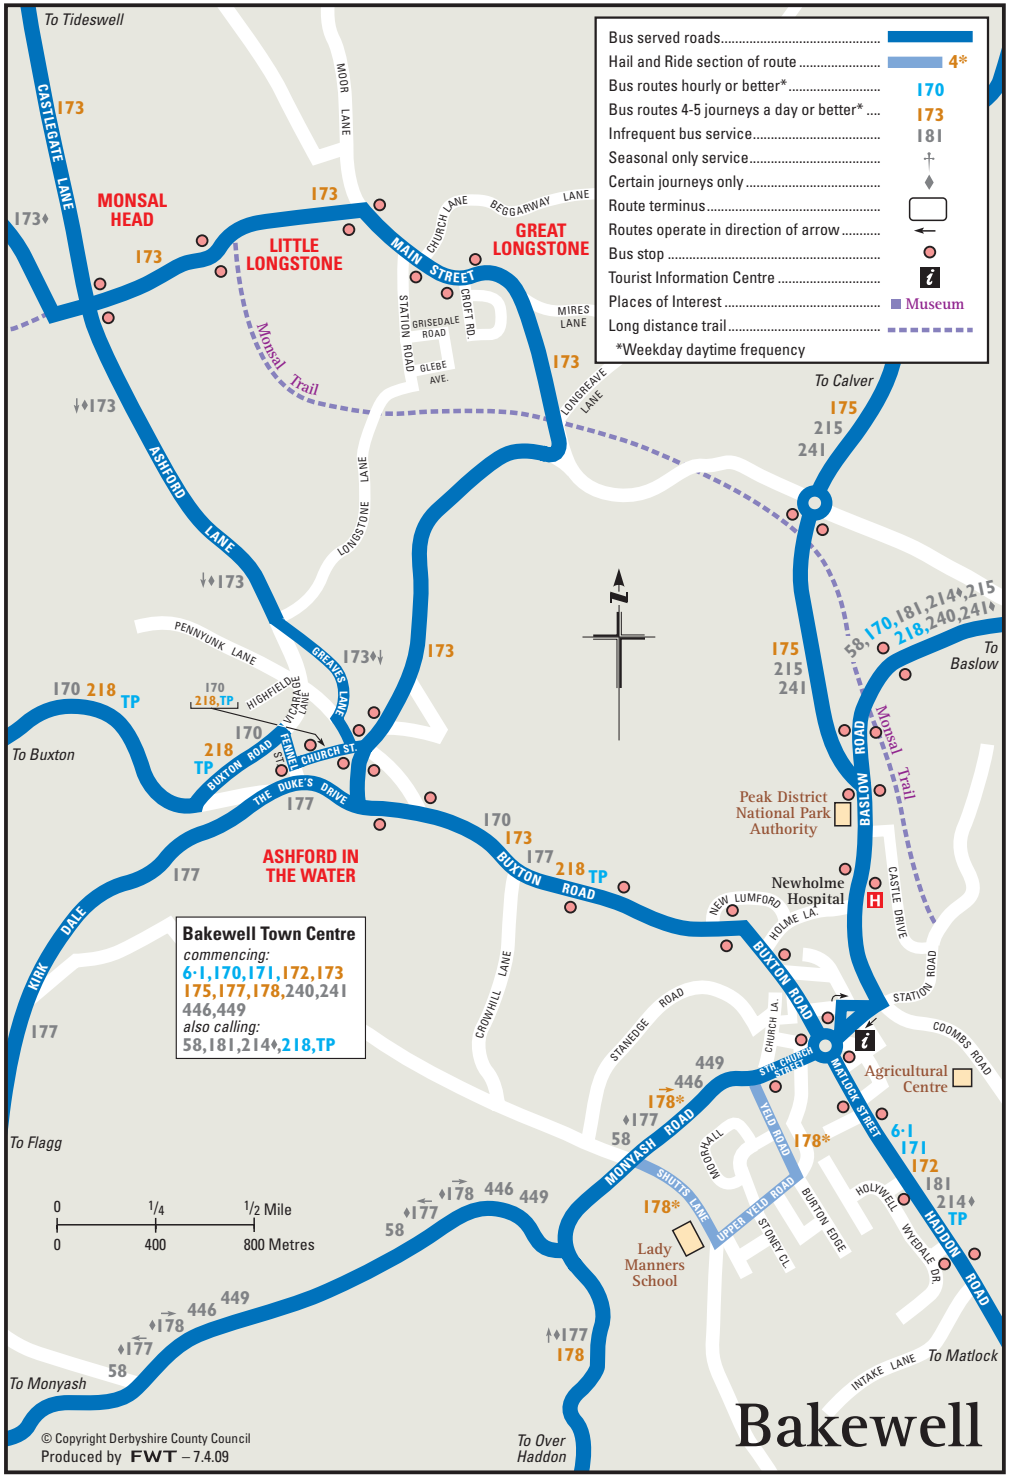 To Tideswell
CASTLEGATE LANE
173
MOOR LANE
Bus served roads
Hail and Ride section of route
4*
Bus routes hourly or better*
170
Bus routes 4-5 journeys a day or better*
173
Infrequent bus service
181
Seasonal only service
†
Certain journeys only
♦
Route terminus
Routes operate in direction of arrow
←
Bus stop
Tourist Information Centre
i
Places of Interest
Museum
Long distance trail
*Weekday daytime frequency
173♦
MONSAL
HEAD
173
173
LITTLE
LONGSTONE
CHURCH LANE
BEGGARWAY LANE
GREAT
LONGSTONE
MAIN STREET
STATION ROAD
CROFT RD.
GRISEDALE
ROAD
GLEBE
AVE.
MIRES
LANE
173
LONGREAVE
LANE
Monsal Trail
To Calver
175
215
241
↓♦173
ASHFORD LANE
LONGSTONE LANE
↓♦173
PENNYUNK LANE
GREAVES LANE
173♦↓
173
58,170,181,214♦,215
218,240,241♦
To
Baslow
175
215
241
170 218 TP
170
218,TP
HIGHFIELD
VICARAGE
LANE
To Buxton
170
218
TP
BUXTON ROAD
FENNEL
ST.
CHURCH ST.
THE DUKE'S DRIVE
177
177
BASLOW ROAD
Monsal Trail
Peak District
National Park
Authority
170
173
177
218 TP
BUXTON ROAD
ASHFORD IN
THE WATER
Newholme
Hospital
H
CASTLE DRIVE
NEW LUMFORD
HOLME LA.
KIRK DALE
177
Bakewell Town Centre
commencing:
6·1,170,171,172,173
175,177,178,240,241
446,449
also calling:
58,181,214♦,218,TP
CROWHILL LANE
BUXTON ROAD
STANEDGE ROAD
CHURCH LA.
STATION ROAD
COOMBS ROAD
i
Agricultural
Centre
STH. CHURCH
STREET
MATLOCK STREET
449
446
→
178*
♦177
58
MONYASH ROAD
YELD ROAD
178*
6·1
171
172
181
214♦
TP
MOORHALL
SHUTTS LANE
178*
UPPER YELD ROAD
BURTON EDGE
STONEY CL.
HOLYWELL
WYEDALE DR.
HADDON ROAD
Lady
Manners
School
To Flagg
0 1/4 1/2 Mile
0 400 800 Metres
→
♦178 446 449
←
♦177
58
449
446
→
♦178
←
♦177
58
↑♦177
178
To Monyash
INTAKE LANE
To Matlock
To Over
Haddon
Bakewell
© Copyright Derbyshire County Council
Produced by FWT – 7.4.09